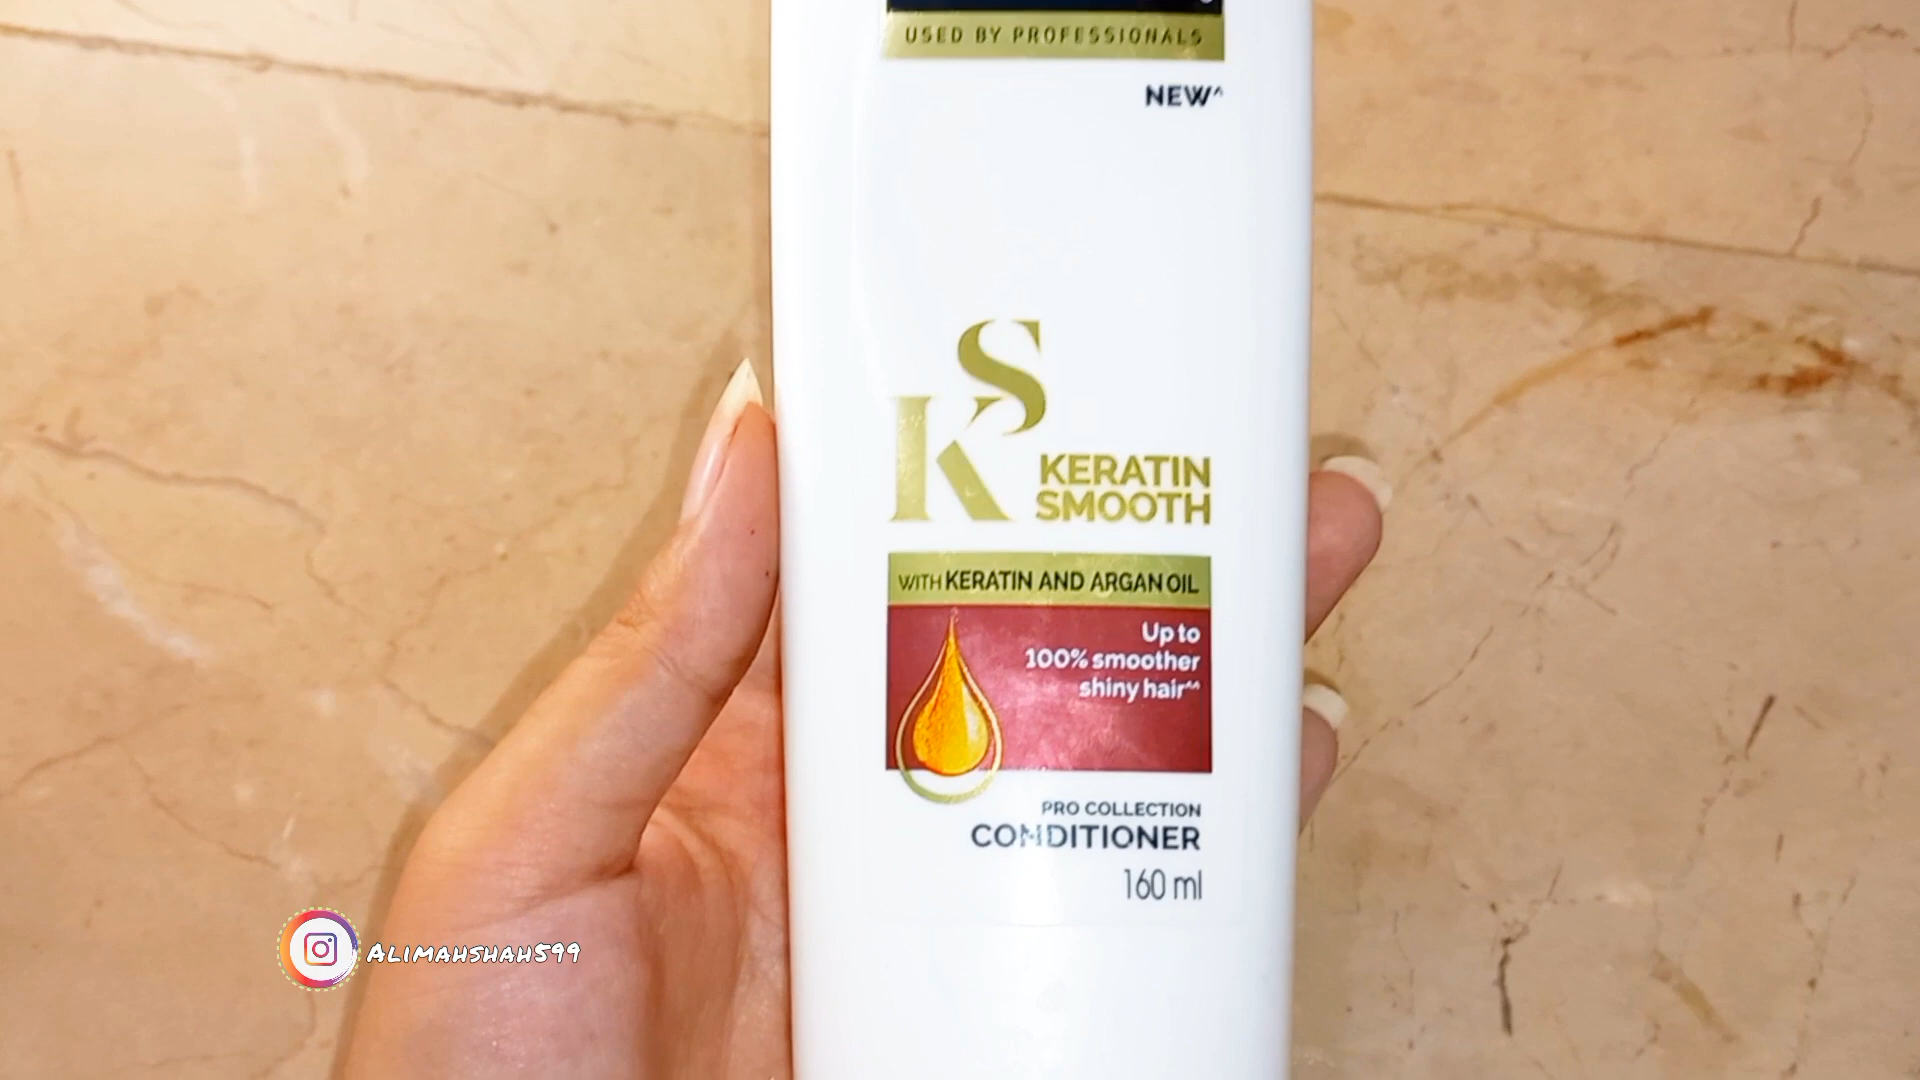 USED BY PROFESSIONALS
NEW^
KS
KERATIN
SMOOTH
WITH KERATIN AND ARGAN OIL
Up to
100% smoother
shiny hair^^
PRO COLLECTION
CONDITIONER
160 ml
ALIMAHSHAH599